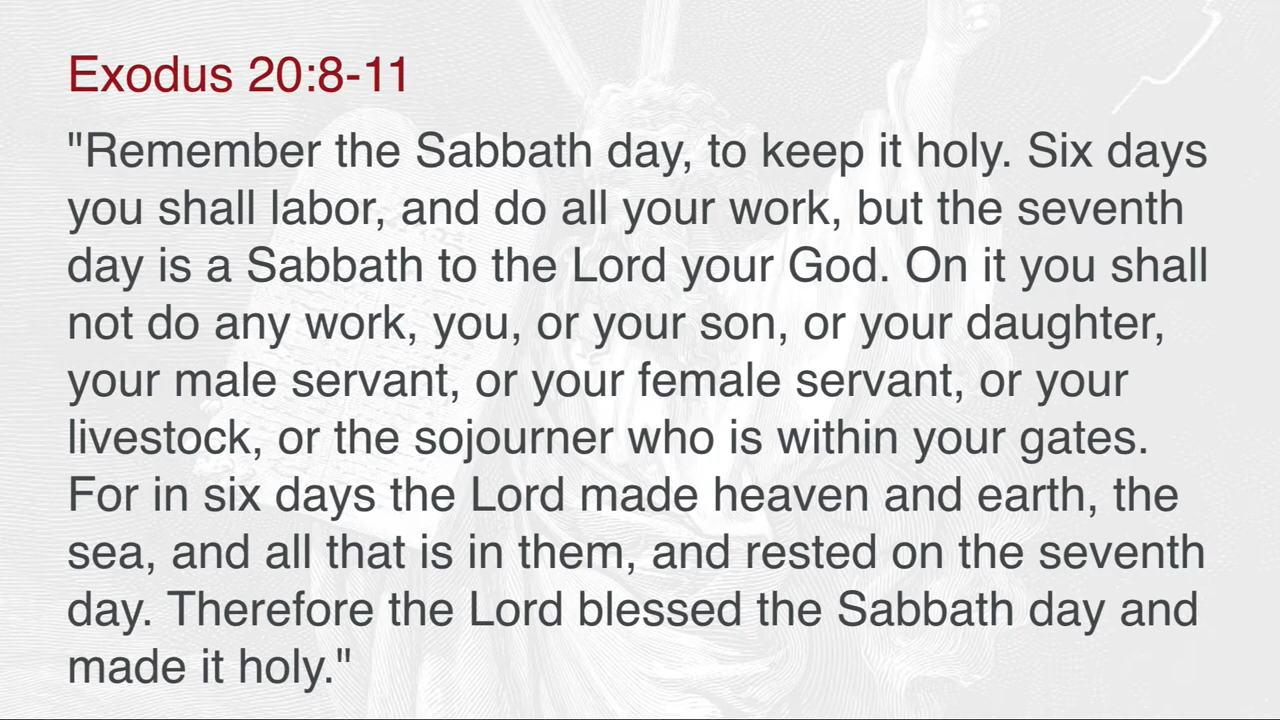 Exodus 20:8-11
"Remember the Sabbath day, to keep it holy. Six days
you shall labor, and do all your work, but the seventh
day is a Sabbath to the Lord your God. On it you shall
not do any work, you, or your son, or your daughter,
your male servant, or your female servant, or your
livestock, or the sojourner who is within your gates.
For in six days the Lord made heaven and earth, the
sea, and all that is in them, and rested on the seventh
day. Therefore the Lord blessed the Sabbath day and
made it holy."